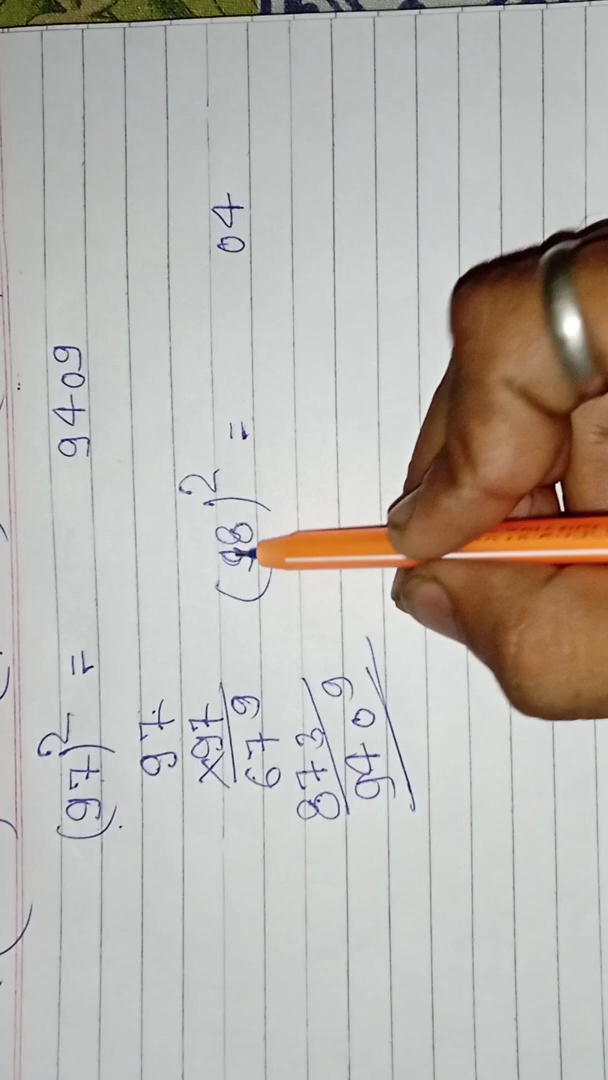 (97)² = 9409
97
×97
679
873
9409
(98)² = 04